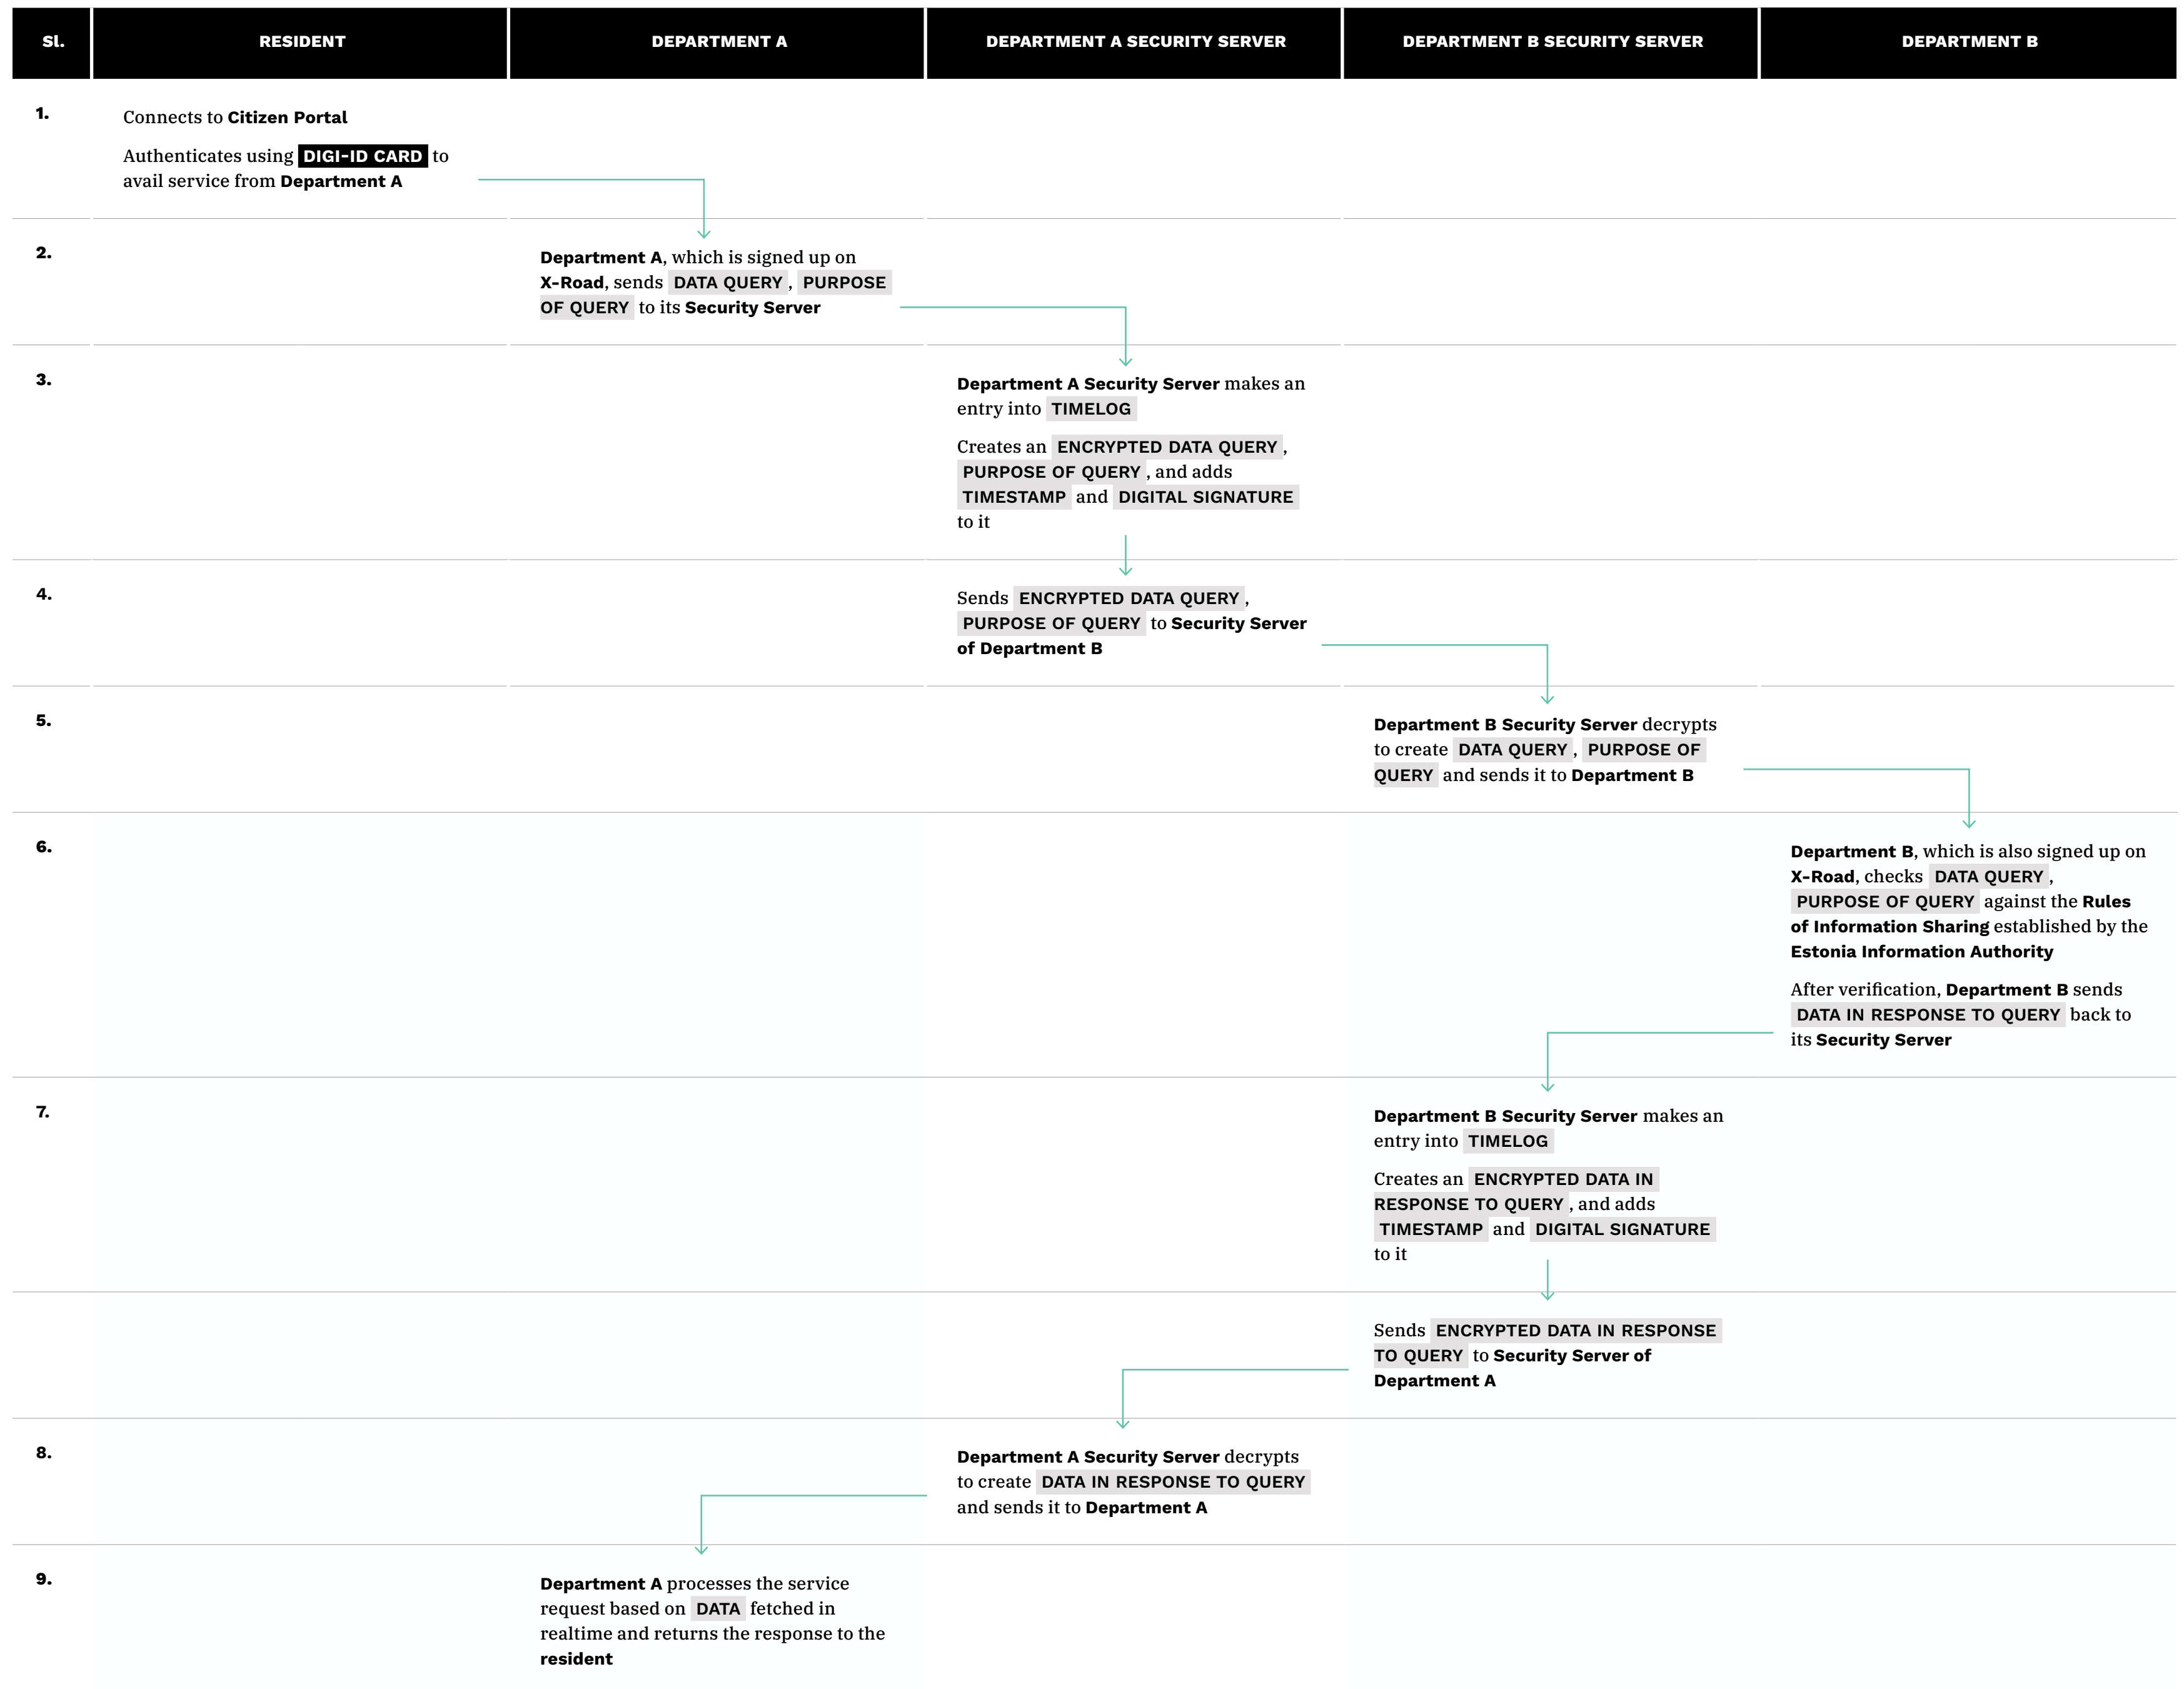 Sl.
RESIDENT
DEPARTMENT A
DEPARTMENT A SECURITY SERVER
DEPARTMENT B SECURITY SERVER
DEPARTMENT B
1.
Connects to Citizen Portal
Authenticates using DIGI-ID CARD to
avail service from Department A
2.
Department A, which is signed up on
X-Road, sends DATA QUERY, PURPOSE
OF QUERY to its Security Server
3.
Department A Security Server makes an
entry into TIMELOG
Creates an ENCRYPTED DATA QUERY,
PURPOSE OF QUERY, and adds
TIMESTAMP and DIGITAL SIGNATURE
to it
4.
Sends ENCRYPTED DATA QUERY,
PURPOSE OF QUERY to Security Server
of Department B
5.
Department B Security Server decrypts
to create DATA QUERY, PURPOSE OF
QUERY and sends it to Department B
6.
Department B, which is also signed up on
X-Road, checks DATA QUERY,
PURPOSE OF QUERY against the Rules
of Information Sharing established by the
Estonia Information Authority
After verification, Department B sends
DATA IN RESPONSE TO QUERY back to
its Security Server
7.
Department B Security Server makes an
entry into TIMELOG
Creates an ENCRYPTED DATA IN
RESPONSE TO QUERY, and adds
TIMESTAMP and DIGITAL SIGNATURE
to it
Sends ENCRYPTED DATA IN RESPONSE
TO QUERY to Security Server of
Department A
8.
Department A Security Server decrypts
to create DATA IN RESPONSE TO QUERY
and sends it to Department A
9.
Department A processes the service
request based on DATA fetched in
realtime and returns the response to the
resident